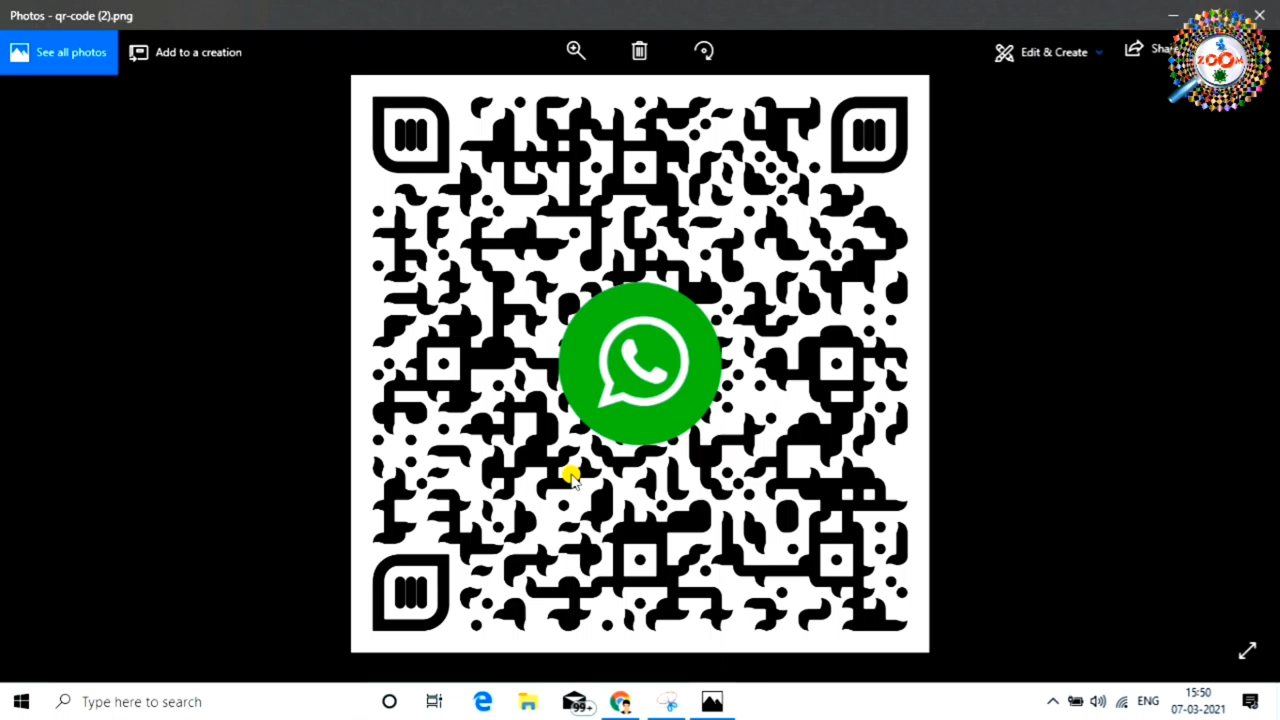 Photos - qr-code (2).png
See all photos
Add to a creation
Edit & Create
Shar
ZOOM
Type here to search
99+
ENG
15:50
07-03-2021